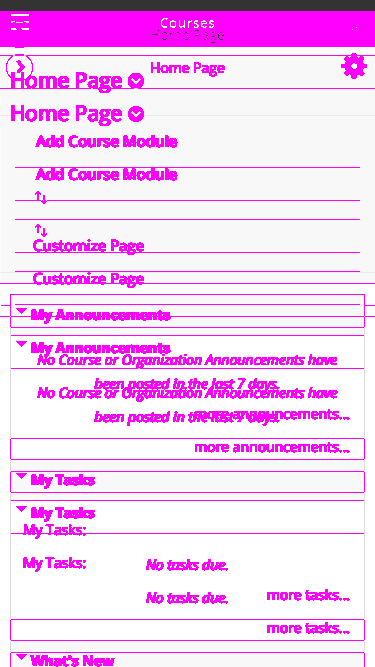 Courses
Home Page
Home Page
Home Page
Home Page
Add Course Module
Add Course Module
Customize Page
Customize Page
My Announcements
My Announcements
No Course or Organization Announcements have
been posted in the last 7 days.
No Course or Organization Announcements have
been posted in the last 7 days.
more announcements...
more announcements...
My Tasks
My Tasks
My Tasks:
My Tasks:
No tasks due.
No tasks due.
more tasks...
more tasks...
What's New